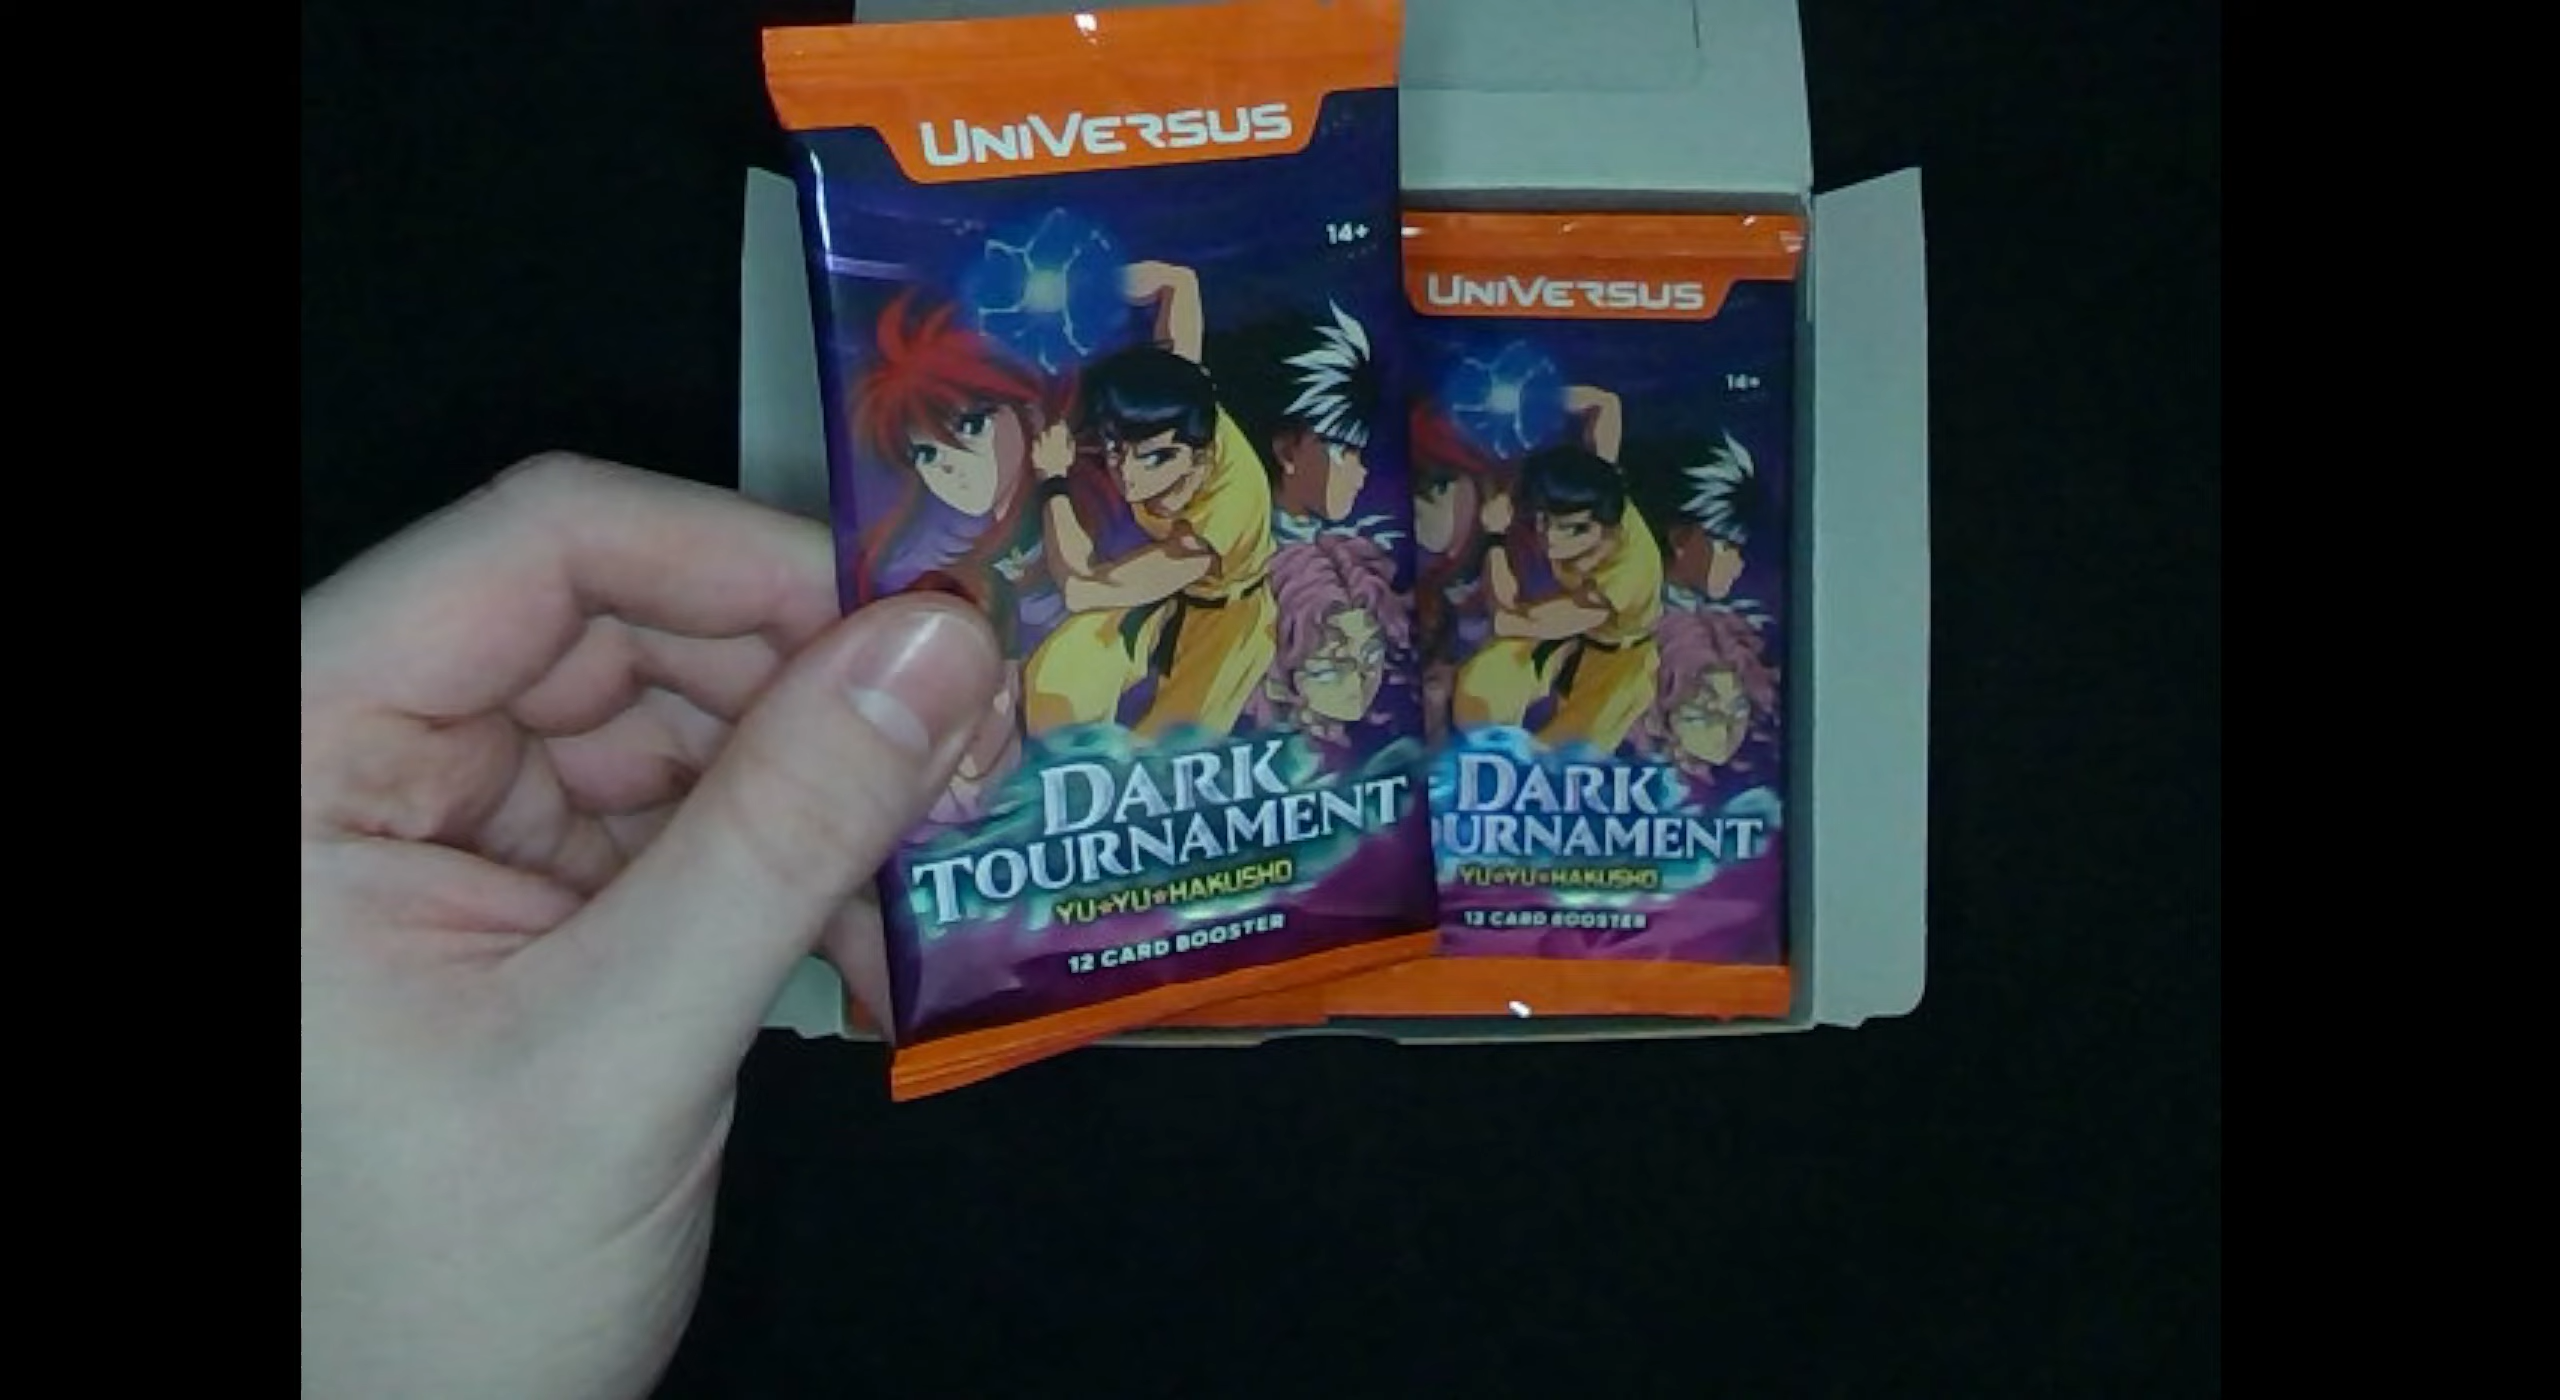 UNIVERSUS
14+
DARK
TOURNAMENT
YU★YU★HAKUSHO
12 CARD BOOSTER
UNIVERSUS
14+
DARK
OURNAMENT
YU★YU★HAKUSHO
12 CARD BOOSTER